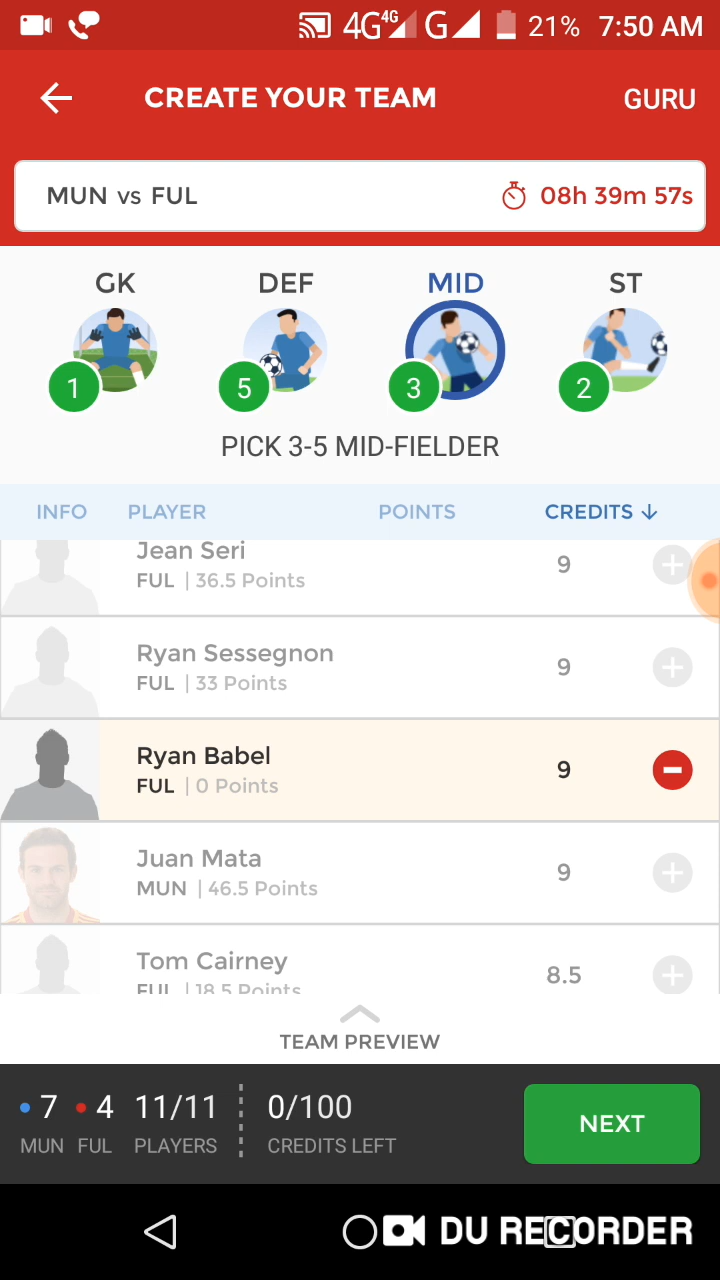 4G 4G G 21% 7:50 AM
CREATE YOUR TEAM GURU
MUN vs FUL 08h 39m 57s
GK DEF MID ST
1 5 3 2
PICK 3-5 MID-FIELDER
INFO PLAYER POINTS CREDITS ↓
Jean Seri
FUL | 36.5 Points 9
Ryan Sessegnon
FUL | 33 Points 9
Ryan Babel
FUL | 0 Points 9
Juan Mata
MUN | 46.5 Points 9
Tom Cairney
FUL | 18.5 Points 8.5
TEAM PREVIEW
7 4 11/11 0/100
MUN FUL PLAYERS CREDITS LEFT
NEXT
DU RECORDER